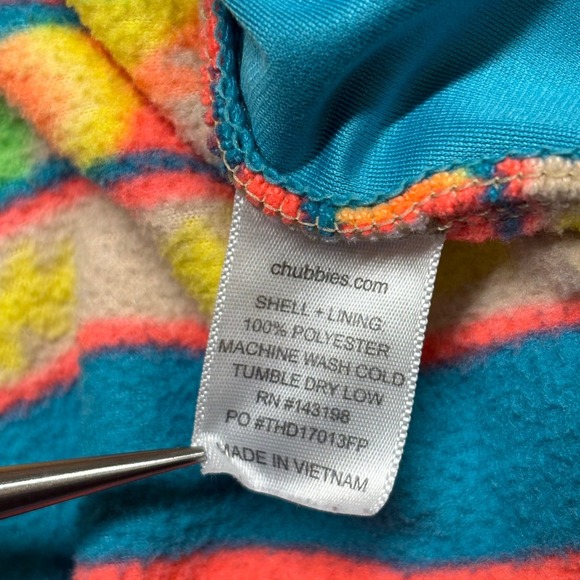 chubbies.com
SHELL + LINING:
100% POLYESTER
MACHINE WASH COLD
TUMBLE DRY LOW
RN #143198
PO #THD17013FP
MADE IN VIETNAM